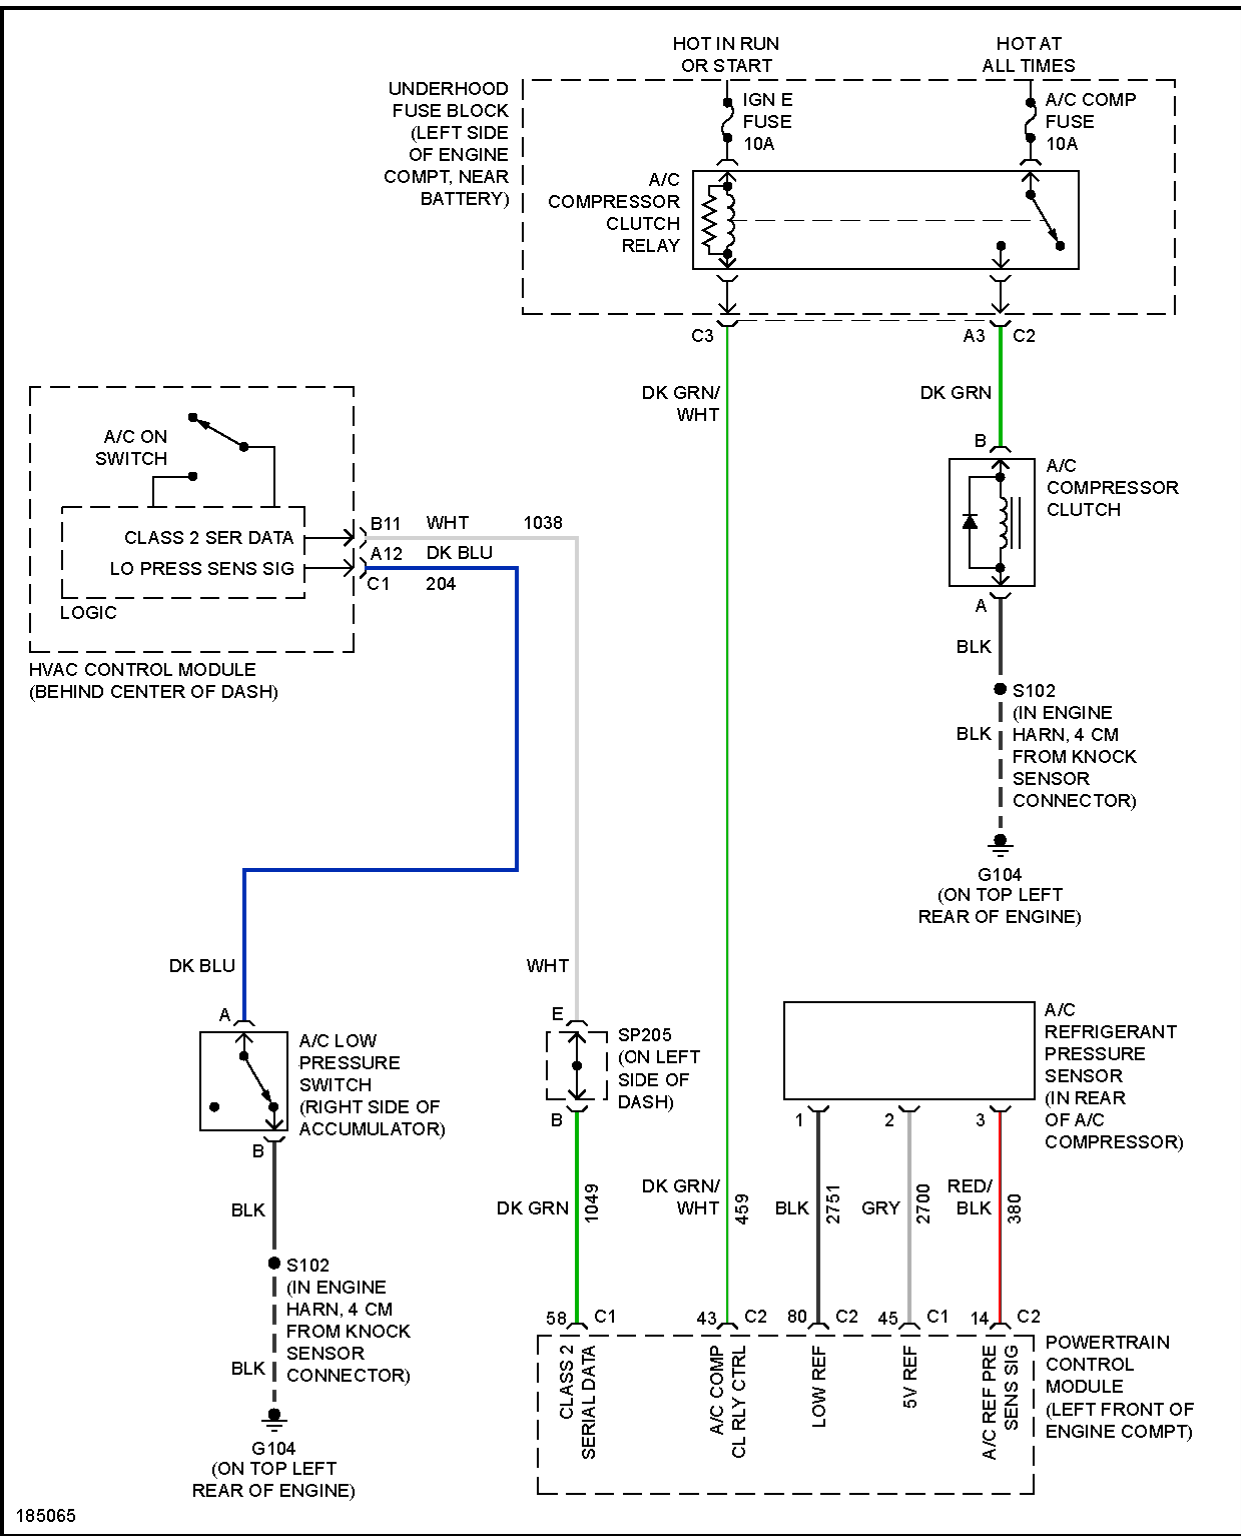 HOT IN RUN
OR START
HOT AT
ALL TIMES
UNDERHOOD
FUSE BLOCK
(LEFT SIDE
OF ENGINE
COMPT, NEAR
BATTERY)
IGN E
FUSE
10A
A/C COMP
FUSE
10A
A/C
COMPRESSOR
CLUTCH
RELAY
C3
A3
C2
DK GRN/
WHT
DK GRN
A/C ON
SWITCH
CLASS 2 SER DATA
LO PRESS SENS SIG
LOGIC
HVAC CONTROL MODULE
(BEHIND CENTER OF DASH)
B11
WHT
1038
A12
DK BLU
C1
204
B
A/C
COMPRESSOR
CLUTCH
A
BLK
S102
(IN ENGINE
HARN, 4 CM
FROM KNOCK
SENSOR
CONNECTOR)
BLK
G104
(ON TOP LEFT
REAR OF ENGINE)
DK BLU
WHT
A
A/C LOW
PRESSURE
SWITCH
(RIGHT SIDE OF
ACCUMULATOR)
B
E
SP205
(ON LEFT
SIDE OF
DASH)
B
A/C
REFRIGERANT
PRESSURE
SENSOR
(IN REAR
OF A/C
COMPRESSOR)
1
2
3
BLK
S102
(IN ENGINE
HARN, 4 CM
FROM KNOCK
SENSOR
CONNECTOR)
BLK
G104
(ON TOP LEFT
REAR OF ENGINE)
DK GRN
1049
DK GRN/
WHT
459
BLK
2751
GRY
2700
RED/
BLK
380
58
C1
43
C2
80
C2
45
C1
14
C2
CLASS 2
SERIAL DATA
A/C COMP
CL RLY CTRL
LOW REF
5V REF
A/C REF PRE
SENS SIG
POWERTRAIN
CONTROL
MODULE
(LEFT FRONT OF
ENGINE COMPT)
185065